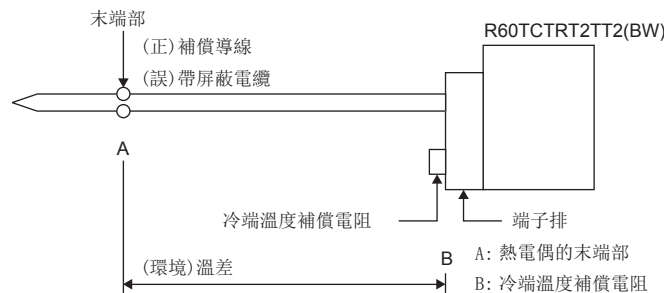 末端部
(正)補償導線
(誤)帶屏蔽電纜
R60TCTRT2TT2(BW)
A
冷端溫度補償電阻
端子排
(環境)溫差
B
A: 熱電偶的末端部
B: 冷端溫度補償電阻